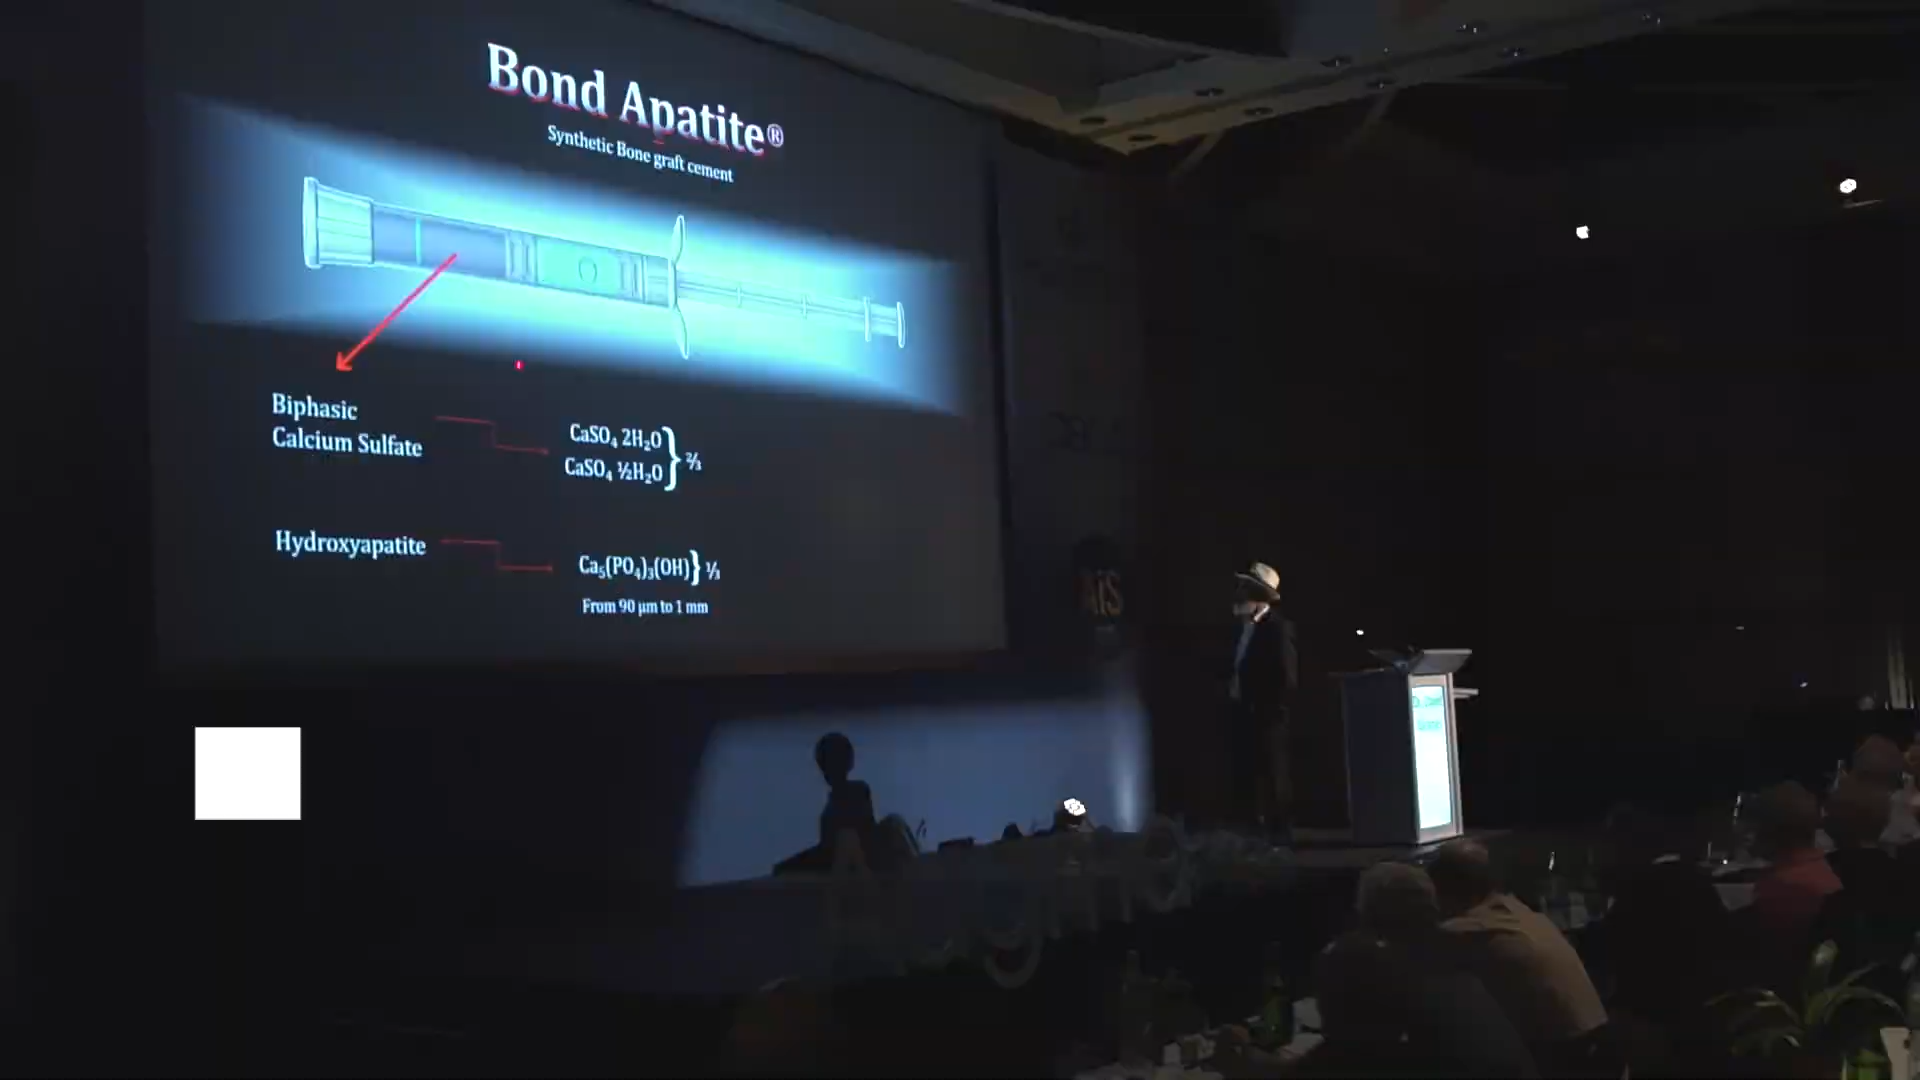 Bond Apatite®
Synthetic Bone graft cement
Biphasic
Calcium Sulfate
CaSO₄ 2H₂O
CaSO₄ ½H₂O
} ⅔
Hydroxyapatite
Ca₅(PO₄)₃(OH)} ⅓
From 90 µm to 1 mm